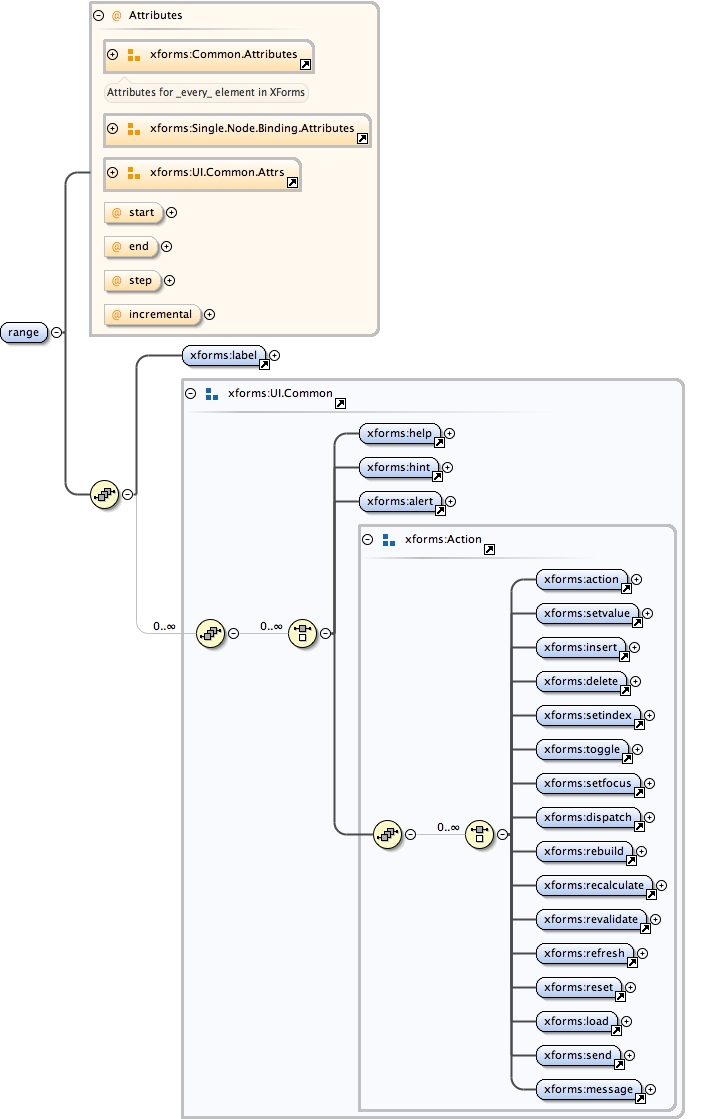 @ Attributes
xforms:Common.Attributes
Attributes for _every_ element in XForms
xforms:Single.Node.Binding.Attributes
xforms:UI.Common.Attrs
@ start
@ end
@ step
@ incremental
range
xforms:label
xforms:UI.Common
xforms:help
xforms:hint
xforms:alert
xforms:Action
xforms:action
xforms:setvalue
0..∞ 0..∞
xforms:insert
xforms:delete
xforms:setindex
xforms:toggle
xforms:setfocus
xforms:dispatch
0..∞
xforms:rebuild
xforms:recalculate
xforms:revalidate
xforms:refresh
xforms:reset
xforms:load
xforms:send
xforms:message